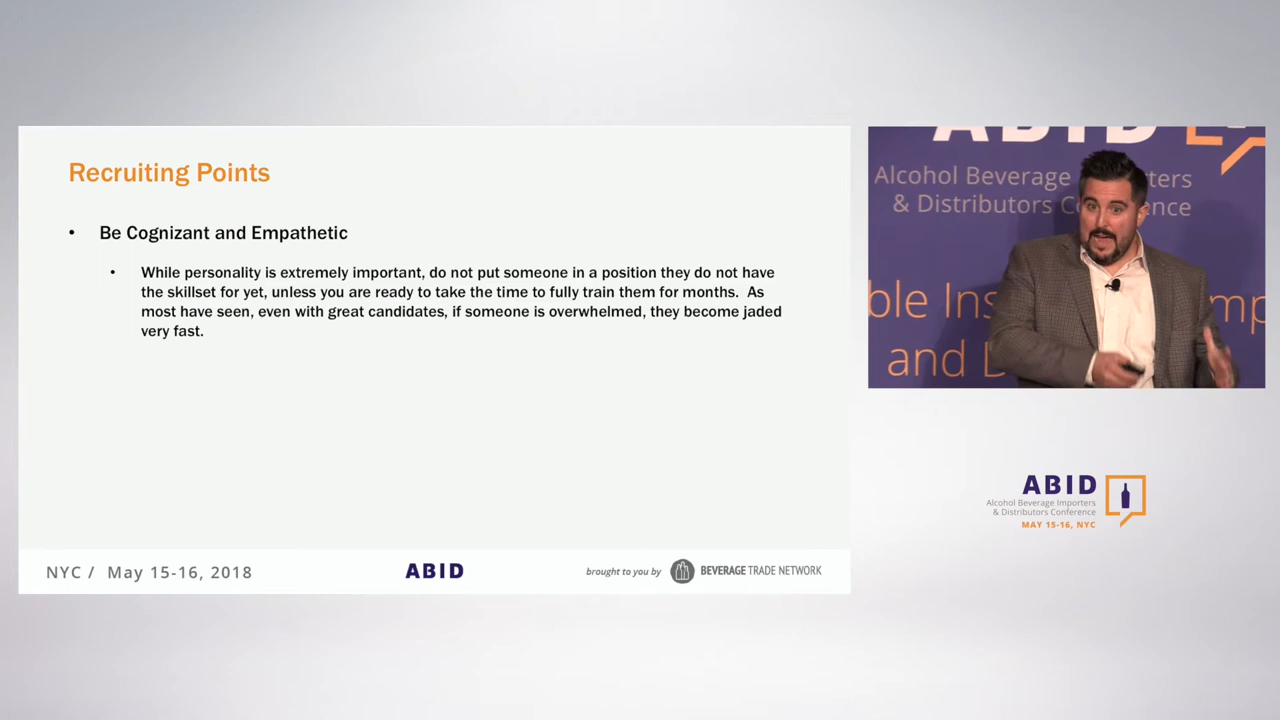 Recruiting Points
• Be Cognizant and Empathetic
• While personality is extremely important, do not put someone in a position they do not have
the skillset for yet, unless you are ready to take the time to fully train them for months. As
most have seen, even with great candidates, if someone is overwhelmed, they become jaded
very fast.
NYC / May 15-16, 2018
ABID
brought to you by
BEVERAGE TRADE NETWORK
ABID
Alcohol Beverage
& Distributors
and
ABID
Alcohol Beverage Importers
& Distributors Conference
MAY 15-16, NYC